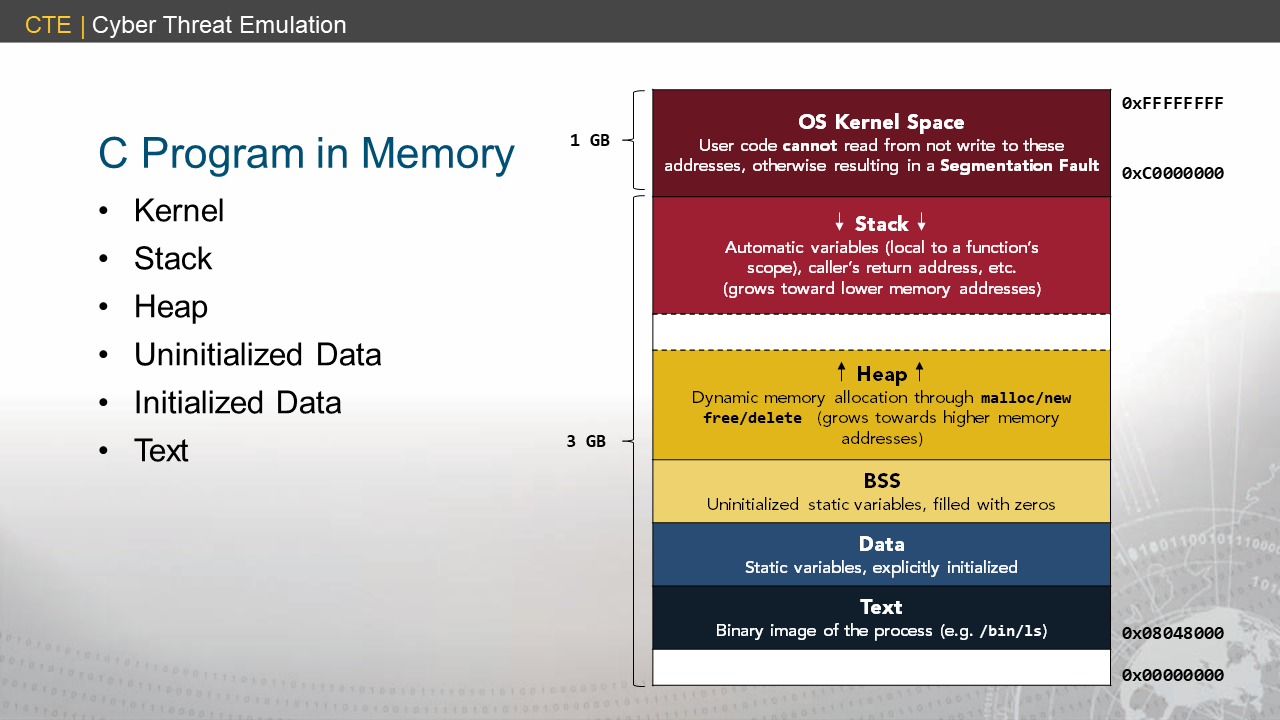 CTE | Cyber Threat Emulation
C Program in Memory
• Kernel
• Stack
• Heap
• Uninitialized Data
• Initialized Data
• Text
1 GB
3 GB
OS Kernel Space
User code cannot read from not write to these
addresses, otherwise resulting in a Segmentation Fault
↓ Stack ↓
Automatic variables (local to a function's
scope), caller's return address, etc.
(grows toward lower memory addresses)
↑ Heap ↑
Dynamic memory allocation through malloc/new
free/delete (grows towards higher memory
addresses)
BSS
Uninitialized static variables, filled with zeros
Data
Static variables, explicitly initialized
Text
Binary image of the process (e.g. /bin/ls)
0xFFFFFFFF
0xC0000000
0x08048000
0x00000000